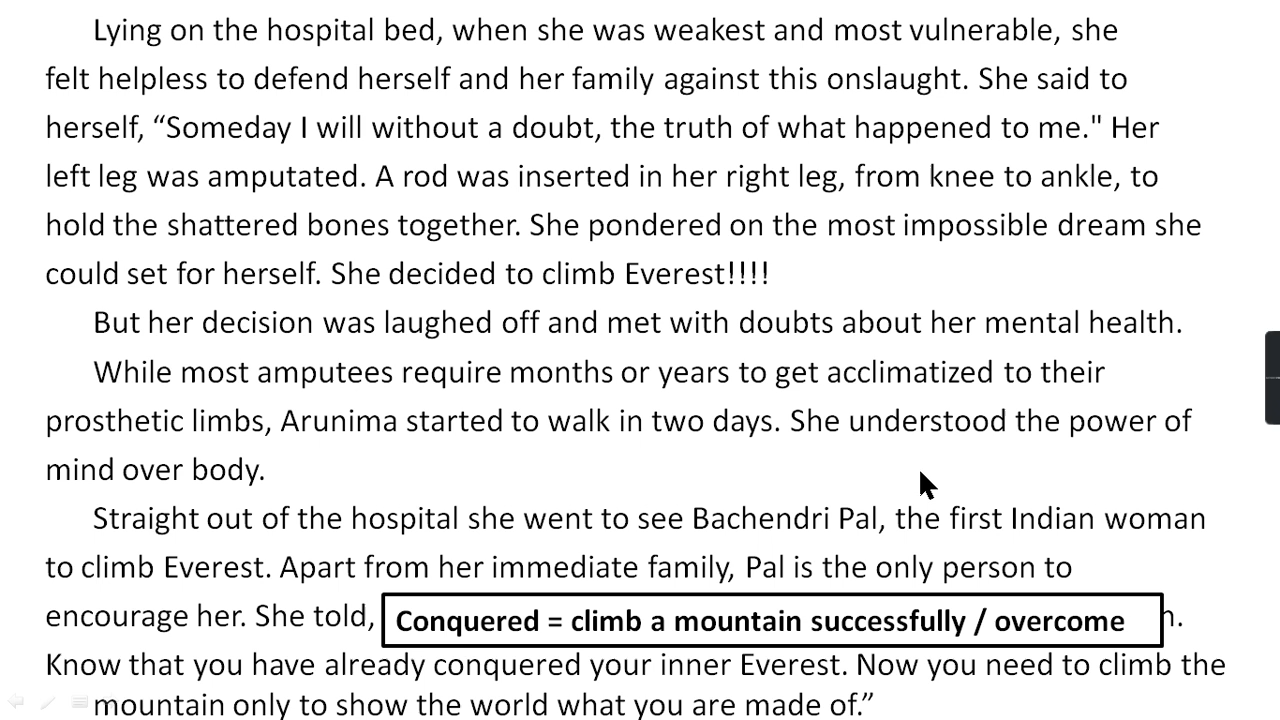 Lying on the hospital bed, when she was weakest and most vulnerable, she
felt helpless to defend herself and her family against this onslaught. She said to
herself, “Someday I will without a doubt, the truth of what happened to me." Her
left leg was amputated. A rod was inserted in her right leg, from knee to ankle, to
hold the shattered bones together. She pondered on the most impossible dream she
could set for herself. She decided to climb Everest!!!!
But her decision was laughed off and met with doubts about her mental health.
While most amputees require months or years to get acclimatized to their
prosthetic limbs, Arunima started to walk in two days. She understood the power of
mind over body.
Straight out of the hospital she went to see Bachendri Pal, the first Indian woman
to climb Everest. Apart from her immediate family, Pal is the only person to
encourage her. She told, Conquered = climb a mountain successfully / overcome
Know that you have already conquered your inner Everest. Now you need to climb the
mountain only to show the world what you are made of.”